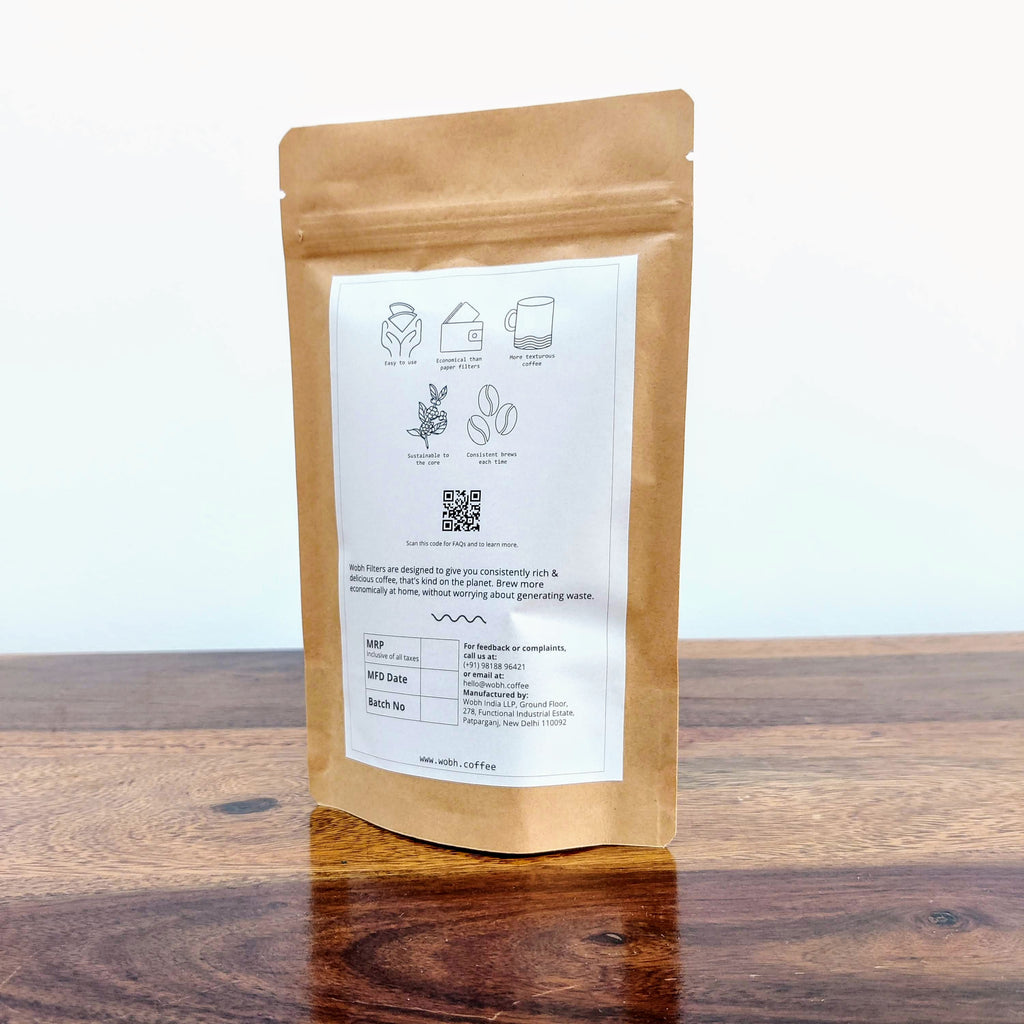 Easy to use
Economical than
paper filters
More texturous
coffee
Sustainable to
the core
Consistent brews
each time
Scan this code for FAQs and to learn more.
Wobh Filters are designed to give you consistently rich &
delicious coffee, that's kind on the planet. Brew more
economically at home, without worrying about generating waste.
MRP
Inclusive of all taxes
MFD Date
Batch No
For feedback or complaints,
call us at:
(+91) 98188 96421
or email at:
hello@wobh.coffee
Manufactured by:
Wobh India LLP, Ground Floor,
278, Functional Industrial Estate,
Patparganj, New Delhi 110092
www.wobh.coffee